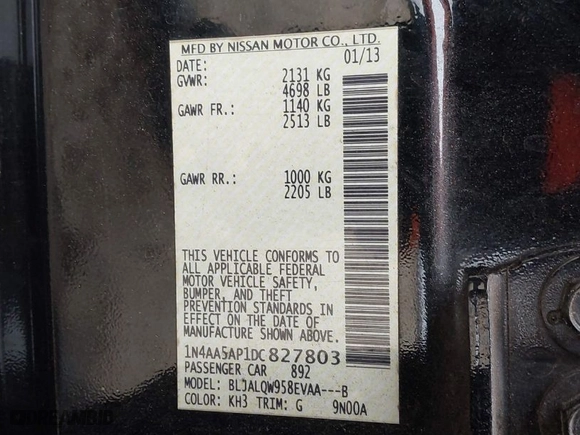 MFD BY NISSAN MOTOR CO., LTD.
DATE: 01/13
GVWR: 2131 KG
4698 LB
GAWR FR.: 1140 KG
2513 LB
GAWR RR.: 1000 KG
2205 LB
THIS VEHICLE CONFORMS TO
ALL APPLICABLE FEDERAL
MOTOR VEHICLE SAFETY,
BUMPER, AND THEFT
PREVENTION STANDARDS IN
EFFECT ON THE DATE OF
MANUFACTURE SHOWN ABOVE.
1N4AA5AP1DC827803
PASSENGER CAR 892
MODEL: BLJALQW958EVAA---B
COLOR: KH3 TRIM: G 9N00A